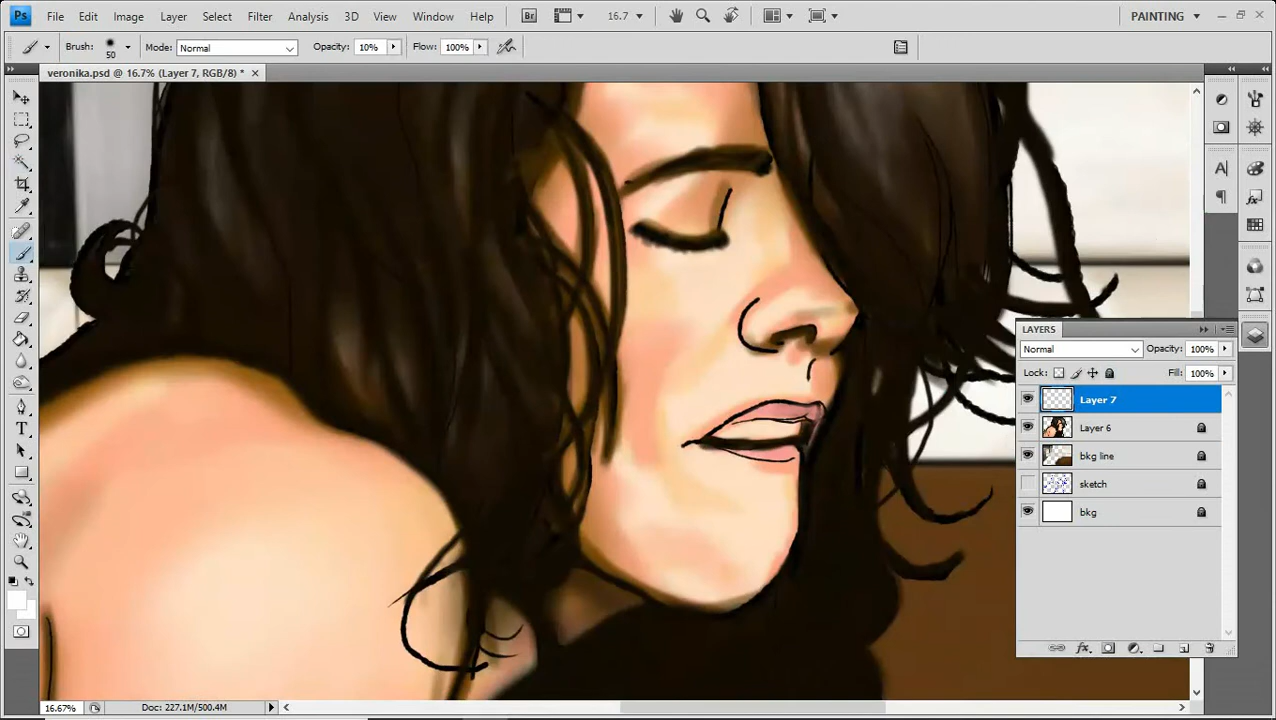 Ps File Edit Image Layer Select Filter Analysis 3D View Window Help Br 16.7 PAINTING
Brush: 50 Mode: Normal Opacity: 10% Flow: 100%
veronika.psd @ 16.7% (Layer 7, RGB/8) *
LAYERS
Normal Opacity: 100%
Lock: Fill: 100%
Layer 7
Layer 6
bkg line
sketch
bkg
fx
16.67% Doc: 227.1M/500.4M